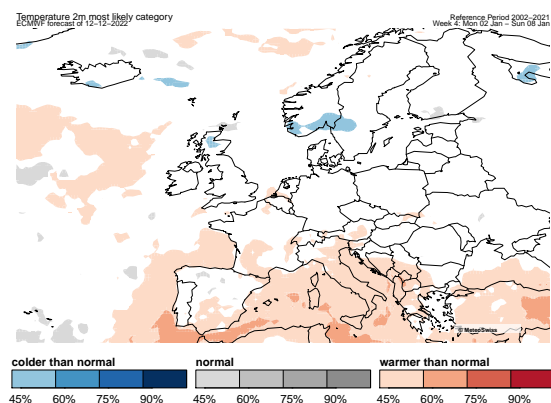 Temperature 2m most likely category
ECMWF forecast of 12-12-2022
Reference Period 2002-2021
Week 4: Mon 02 Jan - Sun 08 Jan
© MeteoSwiss
colder than normal
normal
warmer than normal
45% 60% 75% 90%
45% 60% 75% 90%
45% 60% 75% 90%